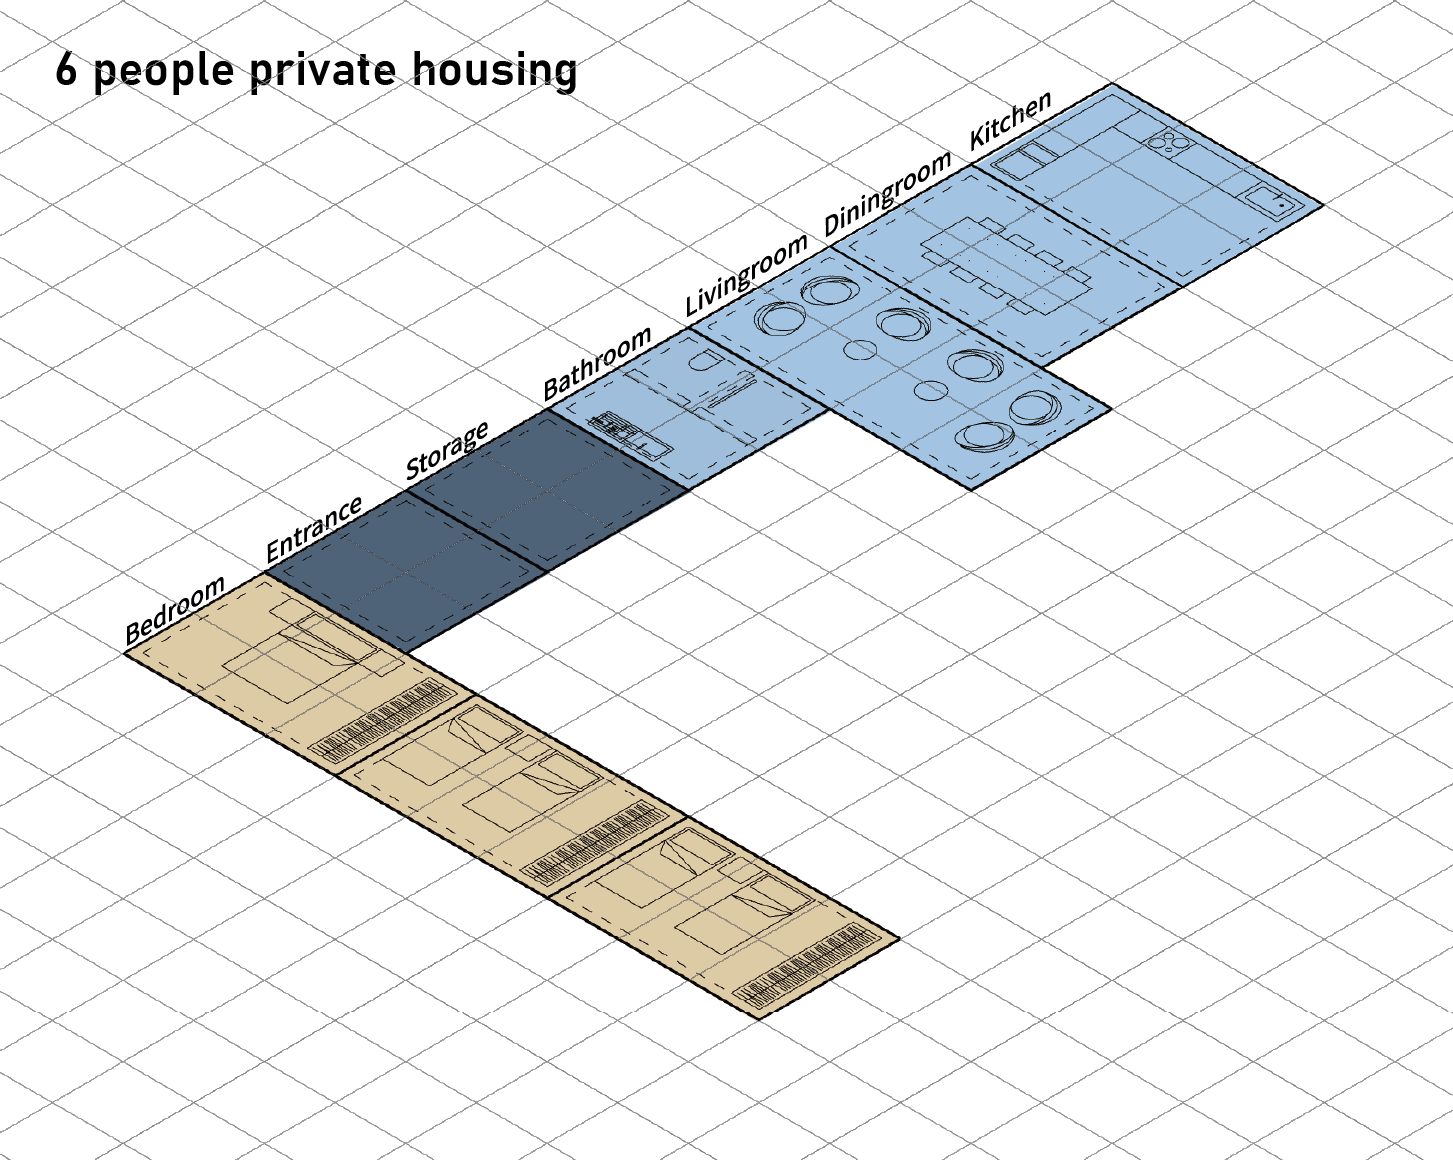 6 people private housing
Kitchen
Diningroom
Livingroom
Bathroom
Storage
Entrance
Bedroom